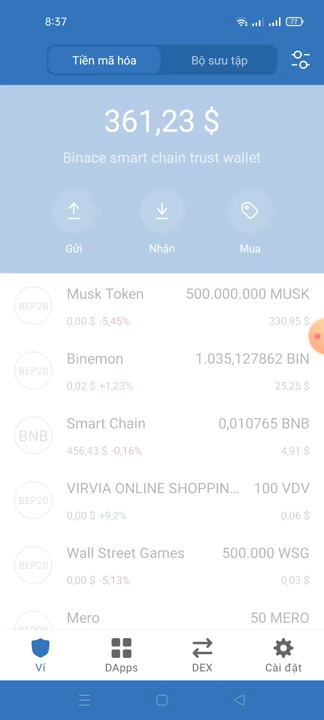 8:37
77
Tiền mã hóa
Bộ sưu tập
361,23 $
Binace smart chain trust wallet
Gửi
Nhận
Mua
BEP20
Musk Token
500.000.000 MUSK
0,00 $ -5,45%
330,95 $
BEP20
Binemon
1.035,127862 BIN
0,02 $ +1,23%
25,25 $
BNB
Smart Chain
0,010765 BNB
456,43 $ -0,16%
4,91 $
BEP20
VIRVIA ONLINE SHOPPIN...
100 VDV
0,00 $ +9,2%
0,06 $
BEP20
Wall Street Games
500.000 WSG
0,00 $ -5,13%
0,03 $
BEP20
Mero
50 MERO
Ví
DApps
DEX
Cài đặt